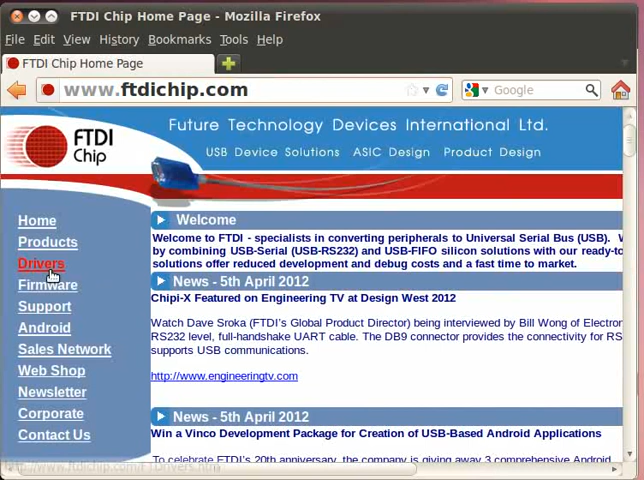 FTDI Chip Home Page - Mozilla Firefox
File Edit View History Bookmarks Tools Help
FTDI Chip Home Page
www.ftdichip.com
Google
FTDI
Chip
Future Technology Devices International Ltd.
USB Device Solutions ASIC Design Product Design
Home
Products
Drivers
Firmware
Support
Android
Sales Network
Web Shop
Newsletter
Corporate
Contact Us
Welcome
Welcome to FTDI - specialists in converting peripherals to Universal Serial Bus (USB). W
by combining USB-Serial (USB-RS232) and USB-FIFO silicon solutions with our ready-to
solutions offer reduced development and debug costs and a fast time to market.
News - 5th April 2012
Chipi-X Featured on Engineering TV at Design West 2012
Watch Dave Sroka (FTDI's Global Product Director) being interviewed by Bill Wong of Electron
RS232 level, full-handshake UART cable. The DB9 connector provides the connectivity for RS
supports USB communications.
http://www.engineeringtv.com
News - 5th April 2012
Win a Vinco Development Package for Creation of USB-Based Android Applications
To celebrate FTDI's 20th anniversary, the company is giving away 3 comprehensive Android
http://www.ftdichip.com/FTDrivers.htm